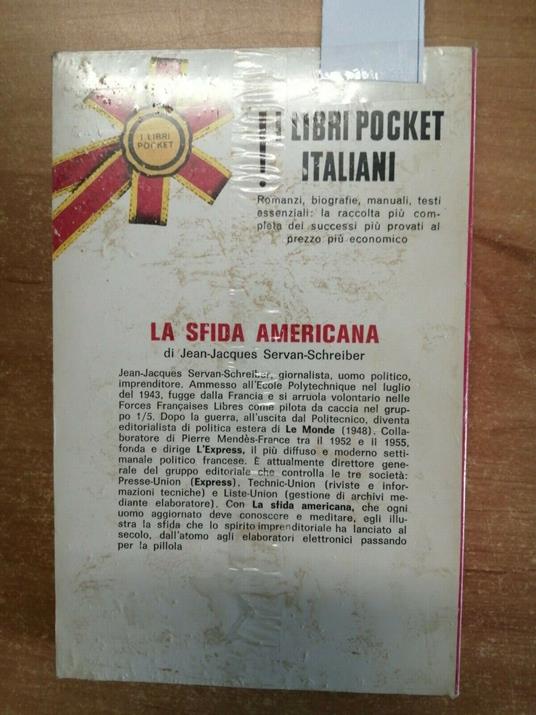 I LIBRI
POCKET
I LIBRI POCKET
ITALIANI
Romanzi, biografie, manuali, testi
essenziali: la raccolta più com-
pleta dei successi più provati al
prezzo più economico
LA SFIDA AMERICANA
di Jean-Jacques Servan-Schreiber
Jean-Jacques Servan-Schreiber, giornalista, uomo politico,
imprenditore. Ammesso all'Ecole Polytechnique nel luglio
del 1943, fugge dalla Francia e si arruola volontario nelle
Forces Françaises Libres come pilota da caccia nel grup-
po 1/5. Dopo la guerra, all'uscita dal Politecnico, diventa
editorialista di politica estera di Le Monde (1948). Colla-
boratore di Pierre Mendès-France tra il 1952 e il 1955,
fonda e dirige L'Express, il più diffuso e moderno setti-
manale politico francese. È attualmente direttore gene-
rale del gruppo editoriale che controlla le tre società:
Presse-Union (Express), Technic-Union (riviste e infor-
mazioni tecniche) e Liste-Union (gestione di archivi me-
diante elaboratore). Con La sfida americana, che ogni
uomo aggiornato deve conoscere e meditare, egli illu-
stra la sfida che lo spirito imprenditoriale ha lanciato al
secolo, dall'atomo agli elaboratori elettronici passando
per la pillola